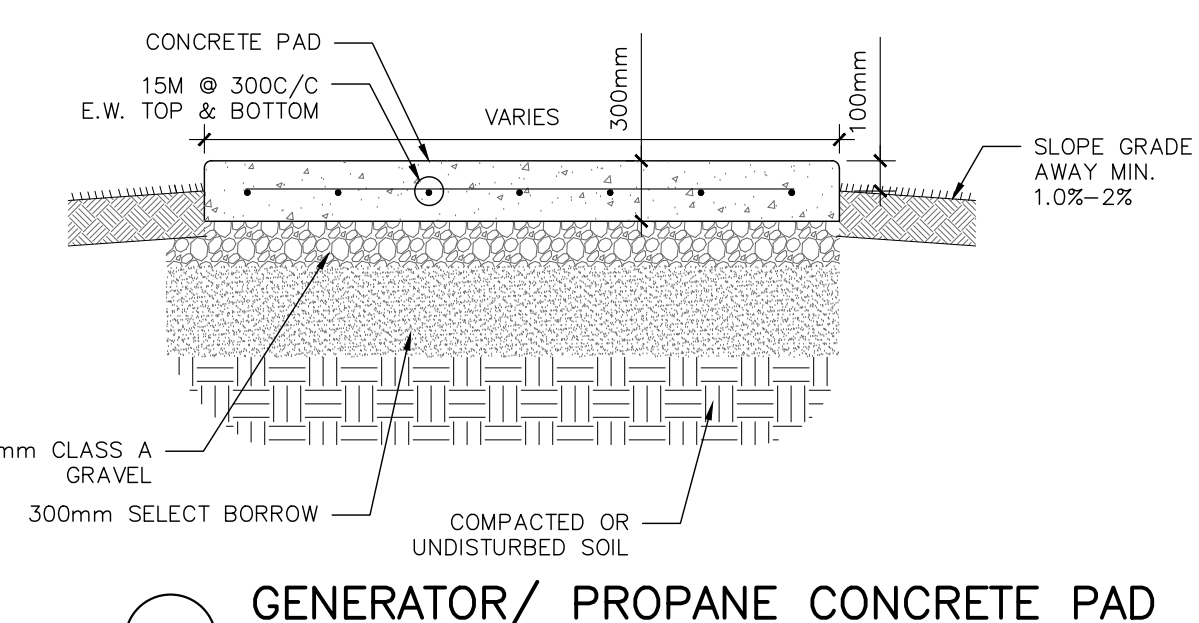 CONCRETE PAD
15M @ 300C/C
E.W. TOP & BOTTOM
VARIES
300mm
100mm
SLOPE GRADE
AWAY MIN.
1.0%-2%
mm CLASS A
GRAVEL
300mm SELECT BORROW
COMPACTED OR
UNDISTURBED SOIL
GENERATOR/ PROPANE CONCRETE PAD